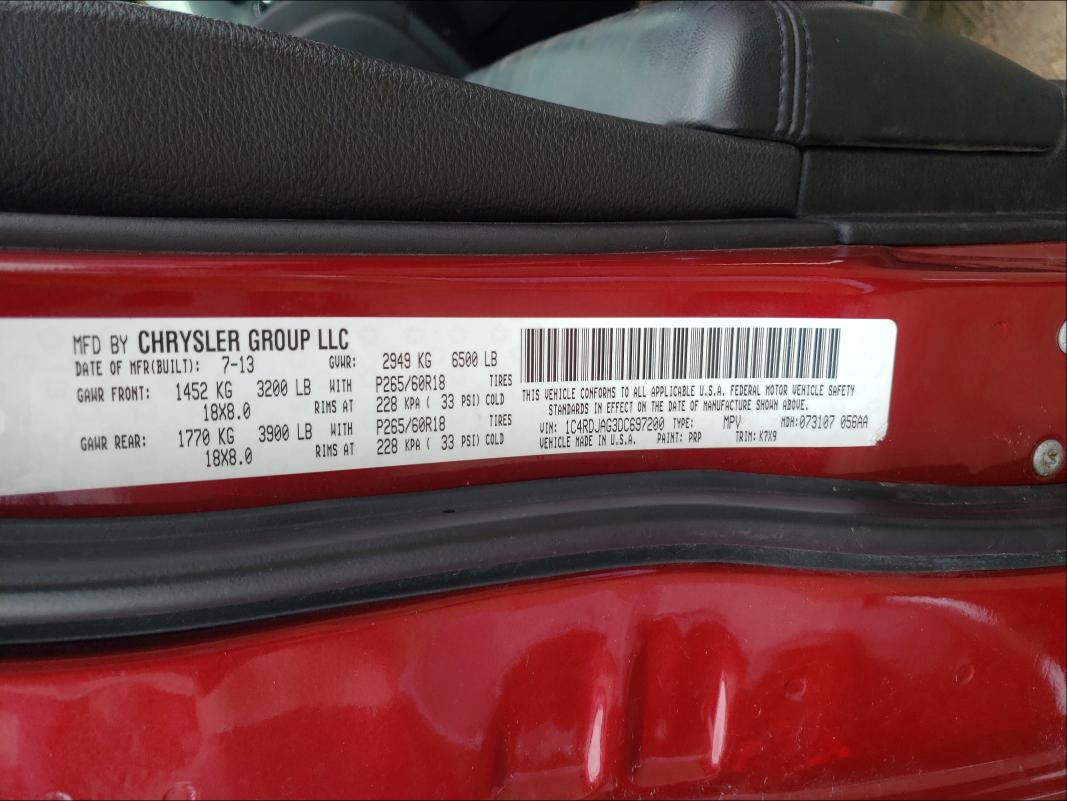 MFD BY CHRYSLER GROUP LLC
DATE OF MFR(BUILT): 7-13 GVWR: 2949 KG 6500 LB
GAWR FRONT: 1452 KG 3200 LB WITH P265/60R18 TIRES
18X8.0 RIMS AT 228 KPA ( 33 PSI) COLD
GAWR REAR: 1770 KG 3900 LB WITH P265/60R18 TIRES
18X8.0 RIMS AT 228 KPA ( 33 PSI) COLD
THIS VEHICLE CONFORMS TO ALL APPLICABLE U.S.A. FEDERAL MOTOR VEHICLE SAFETY
STANDARDS IN EFFECT ON THE DATE OF MANUFACTURE SHOWN ABOVE.
VIN: 1C4RDJAG3DC697200 TYPE: MPV MDH:073107 056AA
VEHICLE MADE IN U.S.A. PAINT: PRP TRIM: K7X9